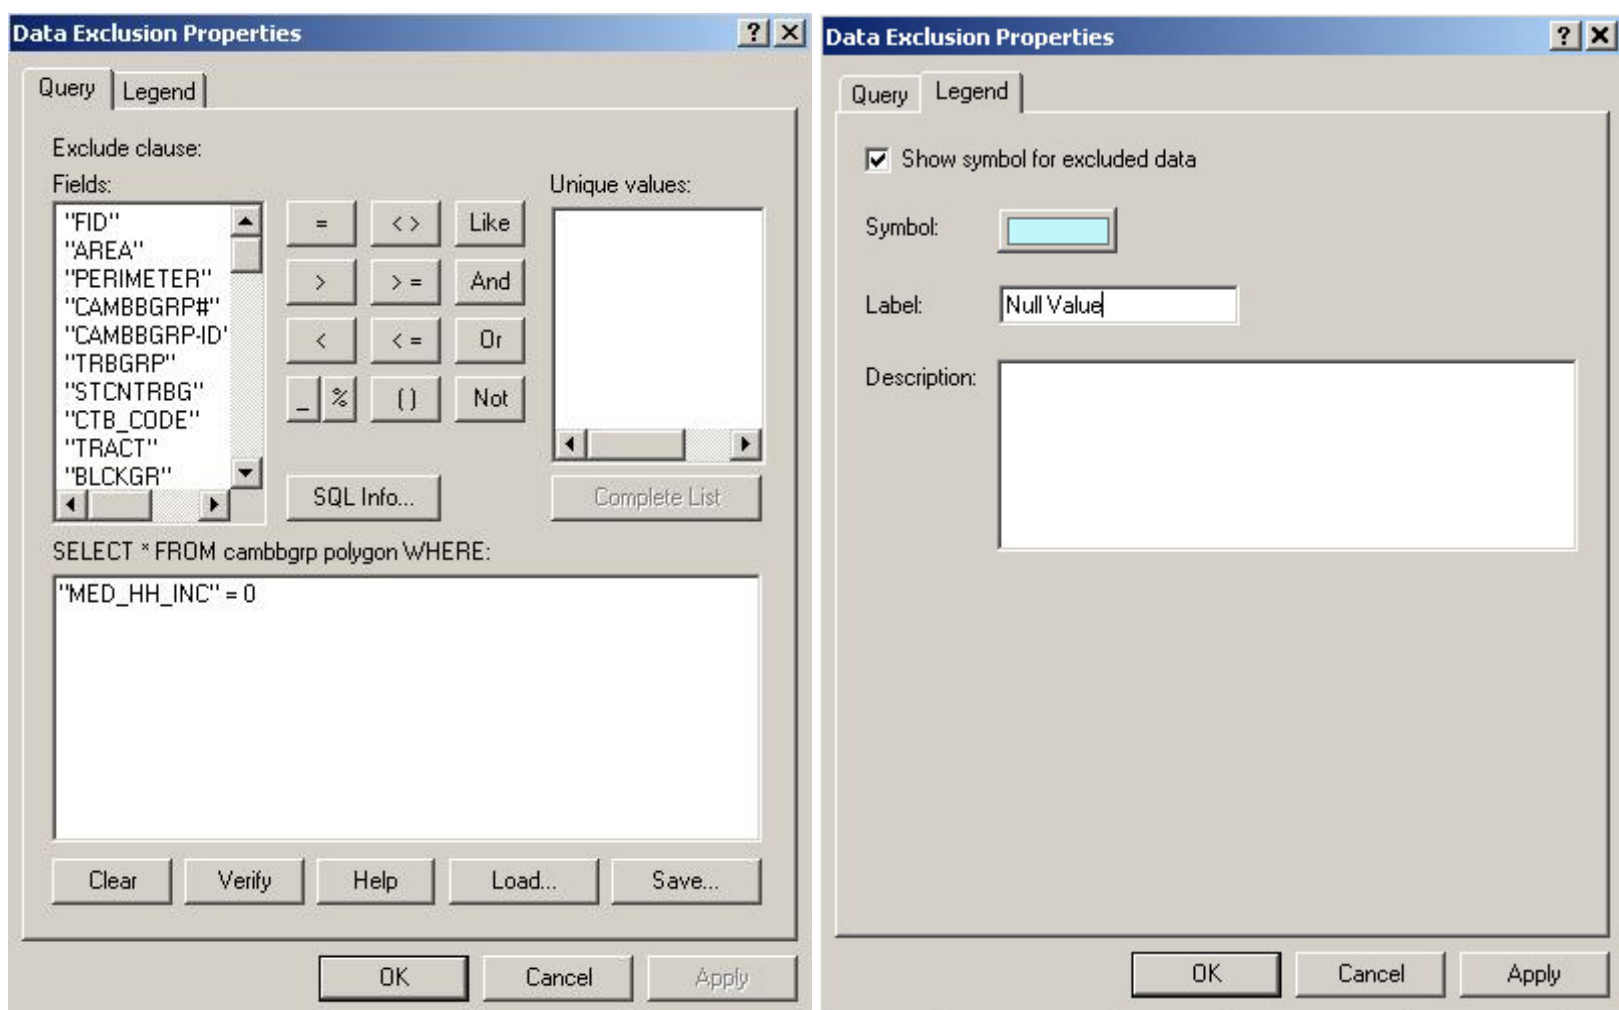 Data Exclusion Properties
Query
Legend
Exclude clause:
Fields:
Unique values:
"FID"
"AREA"
"PERIMETER"
"CAMBBGRP#"
"CAMBBGRP-ID'
"TRBGRP"
"STCNTRBG"
"CTB_CODE"
"TRACT"
"BLCKGR"
= < > Like
> > = And
< < = Or
_ % ( ) Not
SQL Info...
Complete List
SELECT * FROM cambbgrp polygon WHERE:
"MED_HH_INC" = 0
Clear Verify Help Load... Save...
OK Cancel Apply
Data Exclusion Properties
Query
Legend
Show symbol for excluded data
Symbol:
Label: Null Value
Description:
OK Cancel Apply